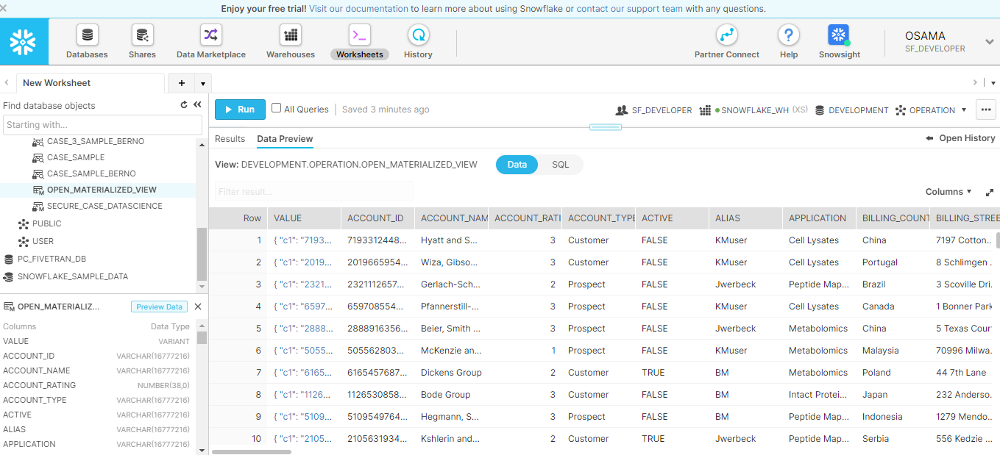 Enjoy your free trial! Visit our documentation to learn more about using Snowflake or contact our support team with any questions.
Databases Shares Data Marketplace Warehouses Worksheets History Partner Connect Help Snowsight
OSAMA
SF_DEVELOPER
New Worksheet
Find database objects
Starting with...
CASE_3_SAMPLE_BERNO
CASE_SAMPLE
CASE_SAMPLE_BERNO
OPEN_MATERIALIZED_VIEW
SECURE_CASE_DATASCIENCE
PUBLIC
USER
PC_FIVETRAN_DB
SNOWFLAKE_SAMPLE_DATA
OPEN_MATERIALIZ... Preview Data
Columns Data Type
VALUE VARIANT
ACCOUNT_ID VARCHAR(16777216)
ACCOUNT_NAME VARCHAR(16777216)
ACCOUNT_RATING NUMBER(38,0)
ACCOUNT_TYPE VARCHAR(16777216)
ACTIVE VARCHAR(16777216)
ALIAS VARCHAR(16777216)
APPLICATION VARCHAR(16777216)
Run All Queries Saved 3 minutes ago SF_DEVELOPER SNOWFLAKE_WH (XS) DEVELOPMENT OPERATION
Results Data Preview Open History
View: DEVELOPMENT.OPERATION.OPEN_MATERIALIZED_VIEW Data SQL
Filter result...
Columns
Row VALUE ACCOUNT_ID ACCOUNT_NAM ACCOUNT_RATI ACCOUNT_TYPE ACTIVE ALIAS APPLICATION BILLING_COUNT BILLING_STREE
1 { "c1": "7193... 7193312448... Hyatt and S... 3 Customer FALSE KMuser Cell Lysates China 7197 Cotton...
2 { "c1": "2019... 2019665954... Wiza, Gibso... 3 Customer FALSE KMuser Cell Lysates Portugal 8 Schlimgen .
3 { "c1": "2321... 2321112657... Gerlach-Sch... 2 Prospect FALSE Jwerbeck Peptide Map... Brazil 3 Scoville Dri.
4 { "c1": "6597... 659708554... Pfannerstill-... 3 Prospect FALSE KMuser Cell Lysates Canada 1 Bonner Park
5 { "c1": "2888... 2888916356... Beier, Smith ... 3 Prospect FALSE Jwerbeck Metabolomics China 5 Texas Cour
6 { "c1": "5055... 505562803... McKenzie an... 1 Prospect FALSE KMuser Metabolomics Malaysia 70996 Milwa..
7 { "c1": "6165... 6165457687... Dickens Group 2 Customer TRUE BM Metabolomics Poland 44 7th Lane
8 { "c1": "1126... 1126530858... Bode Group 3 Customer FALSE BM Intact Protei... Japan 232 Anderso..
9 { "c1": "5109... 5109549764... Hegmann, S... 3 Prospect FALSE BM Peptide Map... Indonesia 1279 Mendo...
10 { "c1": "2105... 2105631934... Kshlerin and... 2 Customer TRUE Jwerbeck Peptide Map... Serbia 556 Kedzie ...